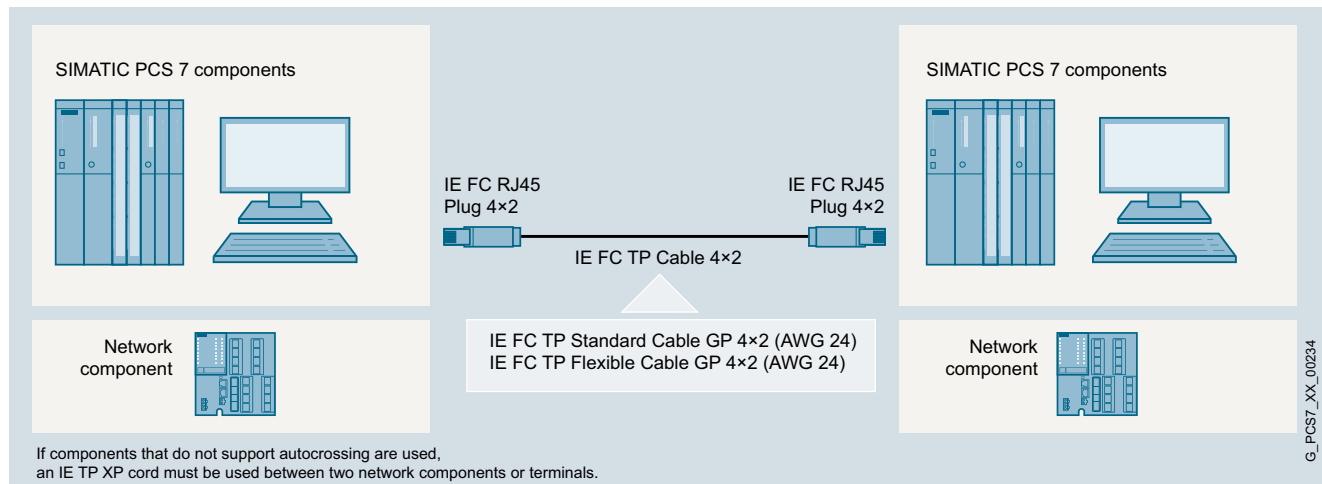 SIMATIC PCS 7 components
SIMATIC PCS 7 components
IE FC RJ45
Plug 4×2
IE FC RJ45
Plug 4×2
IE FC TP Cable 4×2
IE FC TP Standard Cable GP 4×2 (AWG 24)
IE FC TP Flexible Cable GP 4×2 (AWG 24)
Network
component
Network
component
If components that do not support autocrossing are used,
an IE TP XP cord must be used between two network components or terminals.
G_PCS7_XX_00234